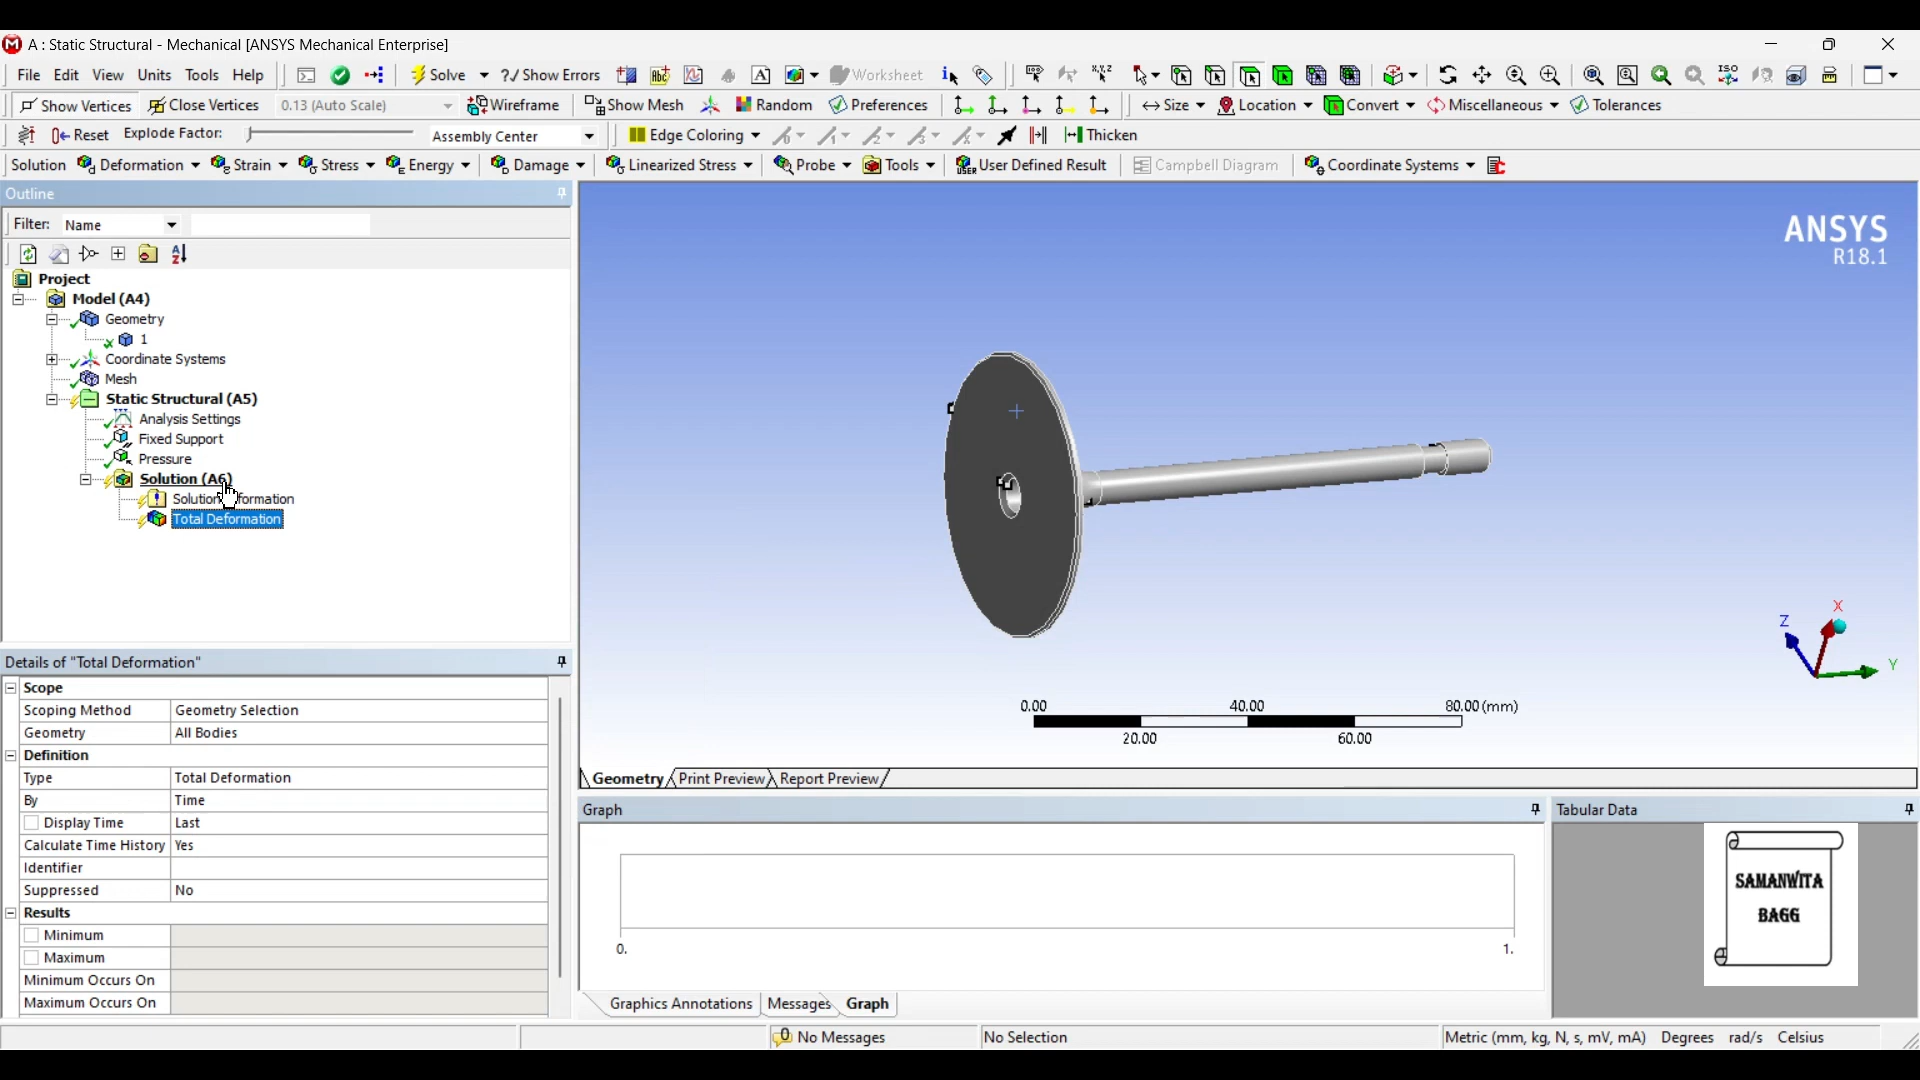 A : Static Structural - Mechanical [ANSYS Mechanical Enterprise]
File Edit View Units Tools Help Solve ?/ Show Errors Worksheet
Show Vertices Close Vertices 0.13 (Auto Scale) Wireframe Show Mesh Random Preferences Size Location Convert Miscellaneous Tolerances
Reset Explode Factor: Assembly Center Edge Coloring Thicken
Solution Deformation Strain Stress Energy Damage Linearized Stress Probe Tools User Defined Result Campbell Diagram Coordinate Systems
Outline
Filter: Name
Project
Model (A4)
Geometry
1
Coordinate Systems
Mesh
Static Structural (A5)
Analysis Settings
Fixed Support
Pressure
Solution (A6)
Solution formation
Total Deformation
ANSYS
R18.1
X
Z
Y
0.00 40.00 80.00 (mm)
20.00 60.00
Geometry Print Preview Report Preview
Details of "Total Deformation"
Scope
Scoping Method Geometry Selection
Geometry All Bodies
Definition
Type Total Deformation
By Time
Display Time Last
Calculate Time History Yes
Identifier
Suppressed No
Results
Minimum
Maximum
Minimum Occurs On
Maximum Occurs On
Graph
0. 1.
Graphics Annotations Messages Graph
Tabular Data
SAMANWITA
BAGG
0 No Messages No Selection Metric (mm, kg, N, s, mV, mA) Degrees rad/s Celsius